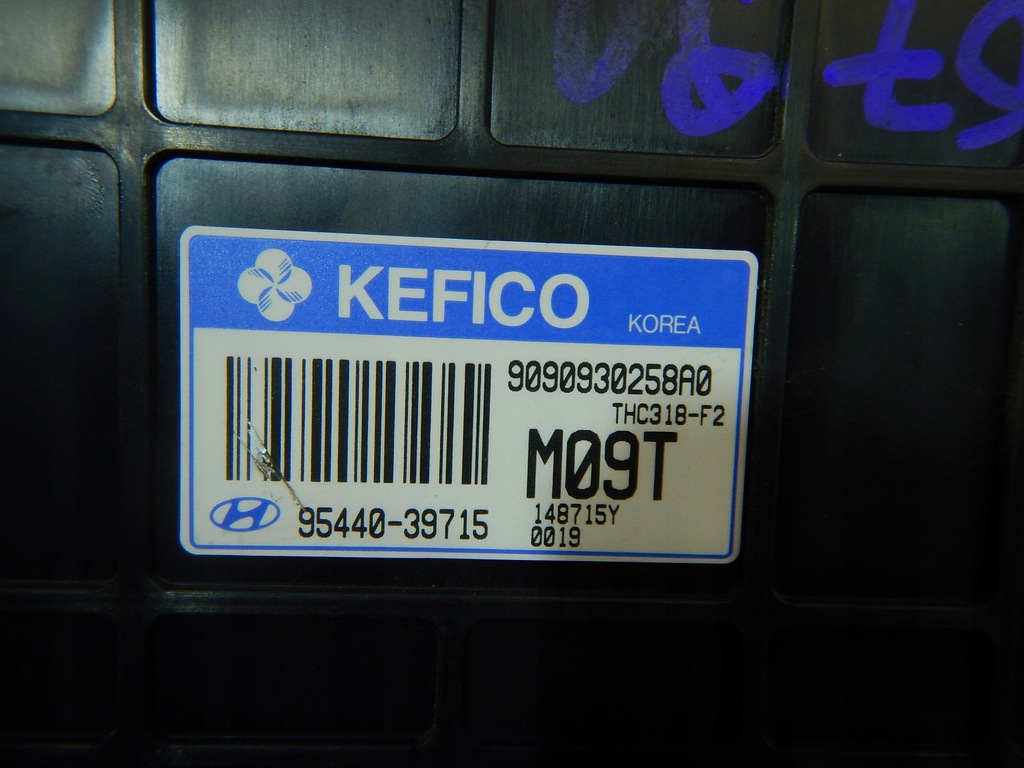 KEFICO
KOREA
9090930258A0
THC318-F2
M09T
95440-39715
148715Y
0019